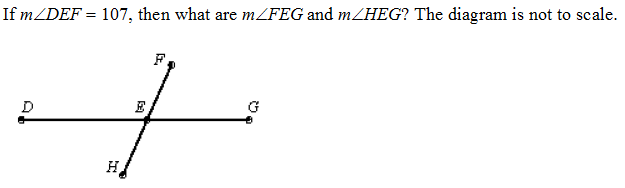 If m∠DEF = 107, then what are m∠FEG and m∠HEG? The diagram is not to scale.
F
D E G
H